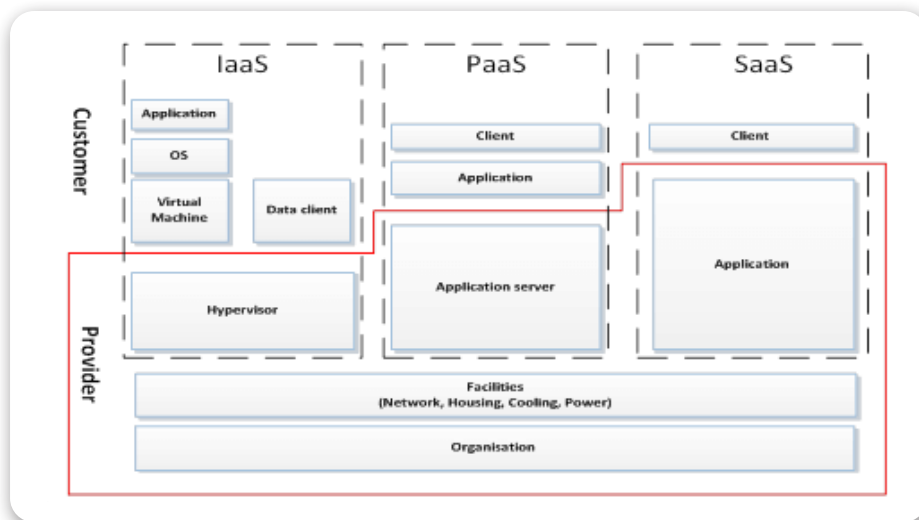 IaaS
PaaS
SaaS
Customer
Application
OS
Virtual
Machine
Data client
Hypervisor
Client
Application
Application server
Client
Application
Provider
Facilities
(Network, Housing, Cooling, Power)
Organisation